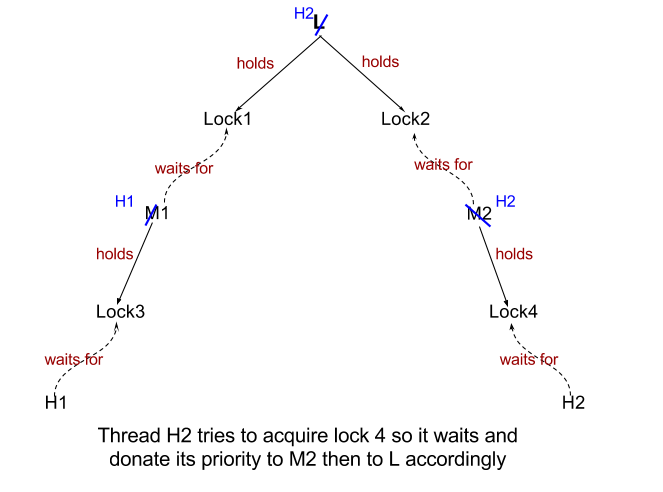 H2
L
holds
holds
Lock1
Lock2
waits for
waits for
H1
M1
M2
H2
holds
holds
Lock3
Lock4
waits for
waits for
H1
H2
Thread H2 tries to acquire lock 4 so it waits and
donate its priority to M2 then to L accordingly